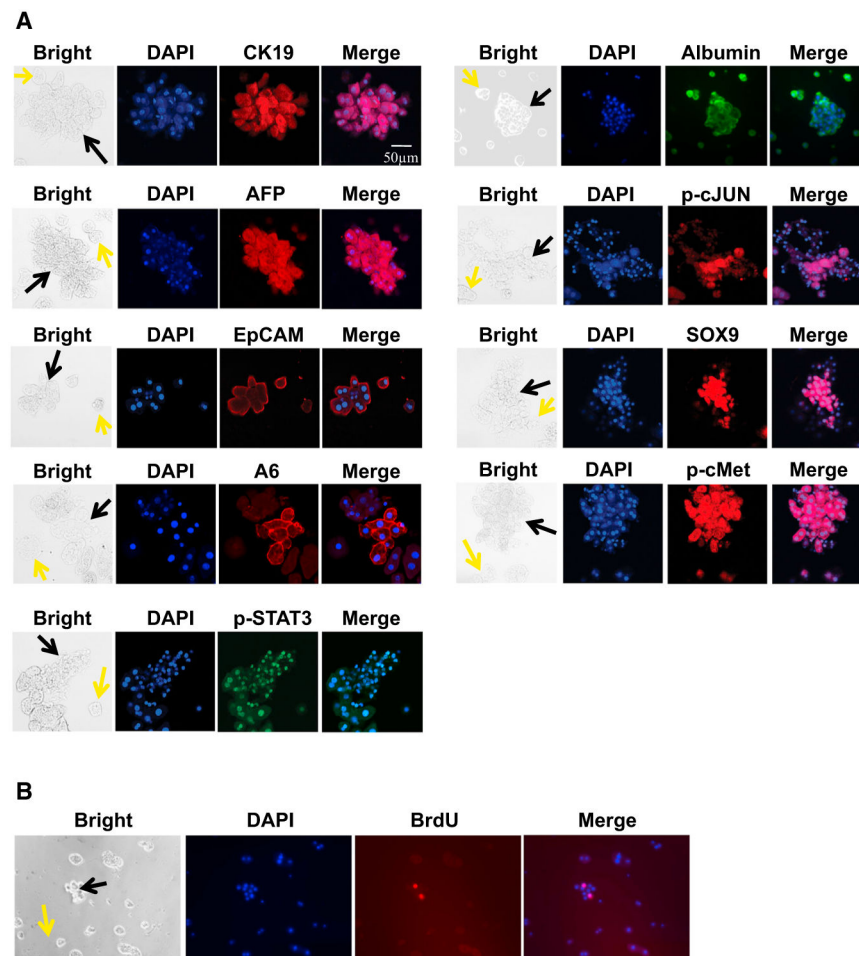 A
Bright DAPI CK19 Merge
50µm
Bright DAPI AFP Merge
Bright DAPI EpCAM Merge
Bright DAPI A6 Merge
Bright DAPI p-STAT3 Merge
Bright DAPI Albumin Merge
Bright DAPI p-cJUN Merge
Bright DAPI SOX9 Merge
Bright DAPI p-cMet Merge
B
Bright DAPI BrdU Merge